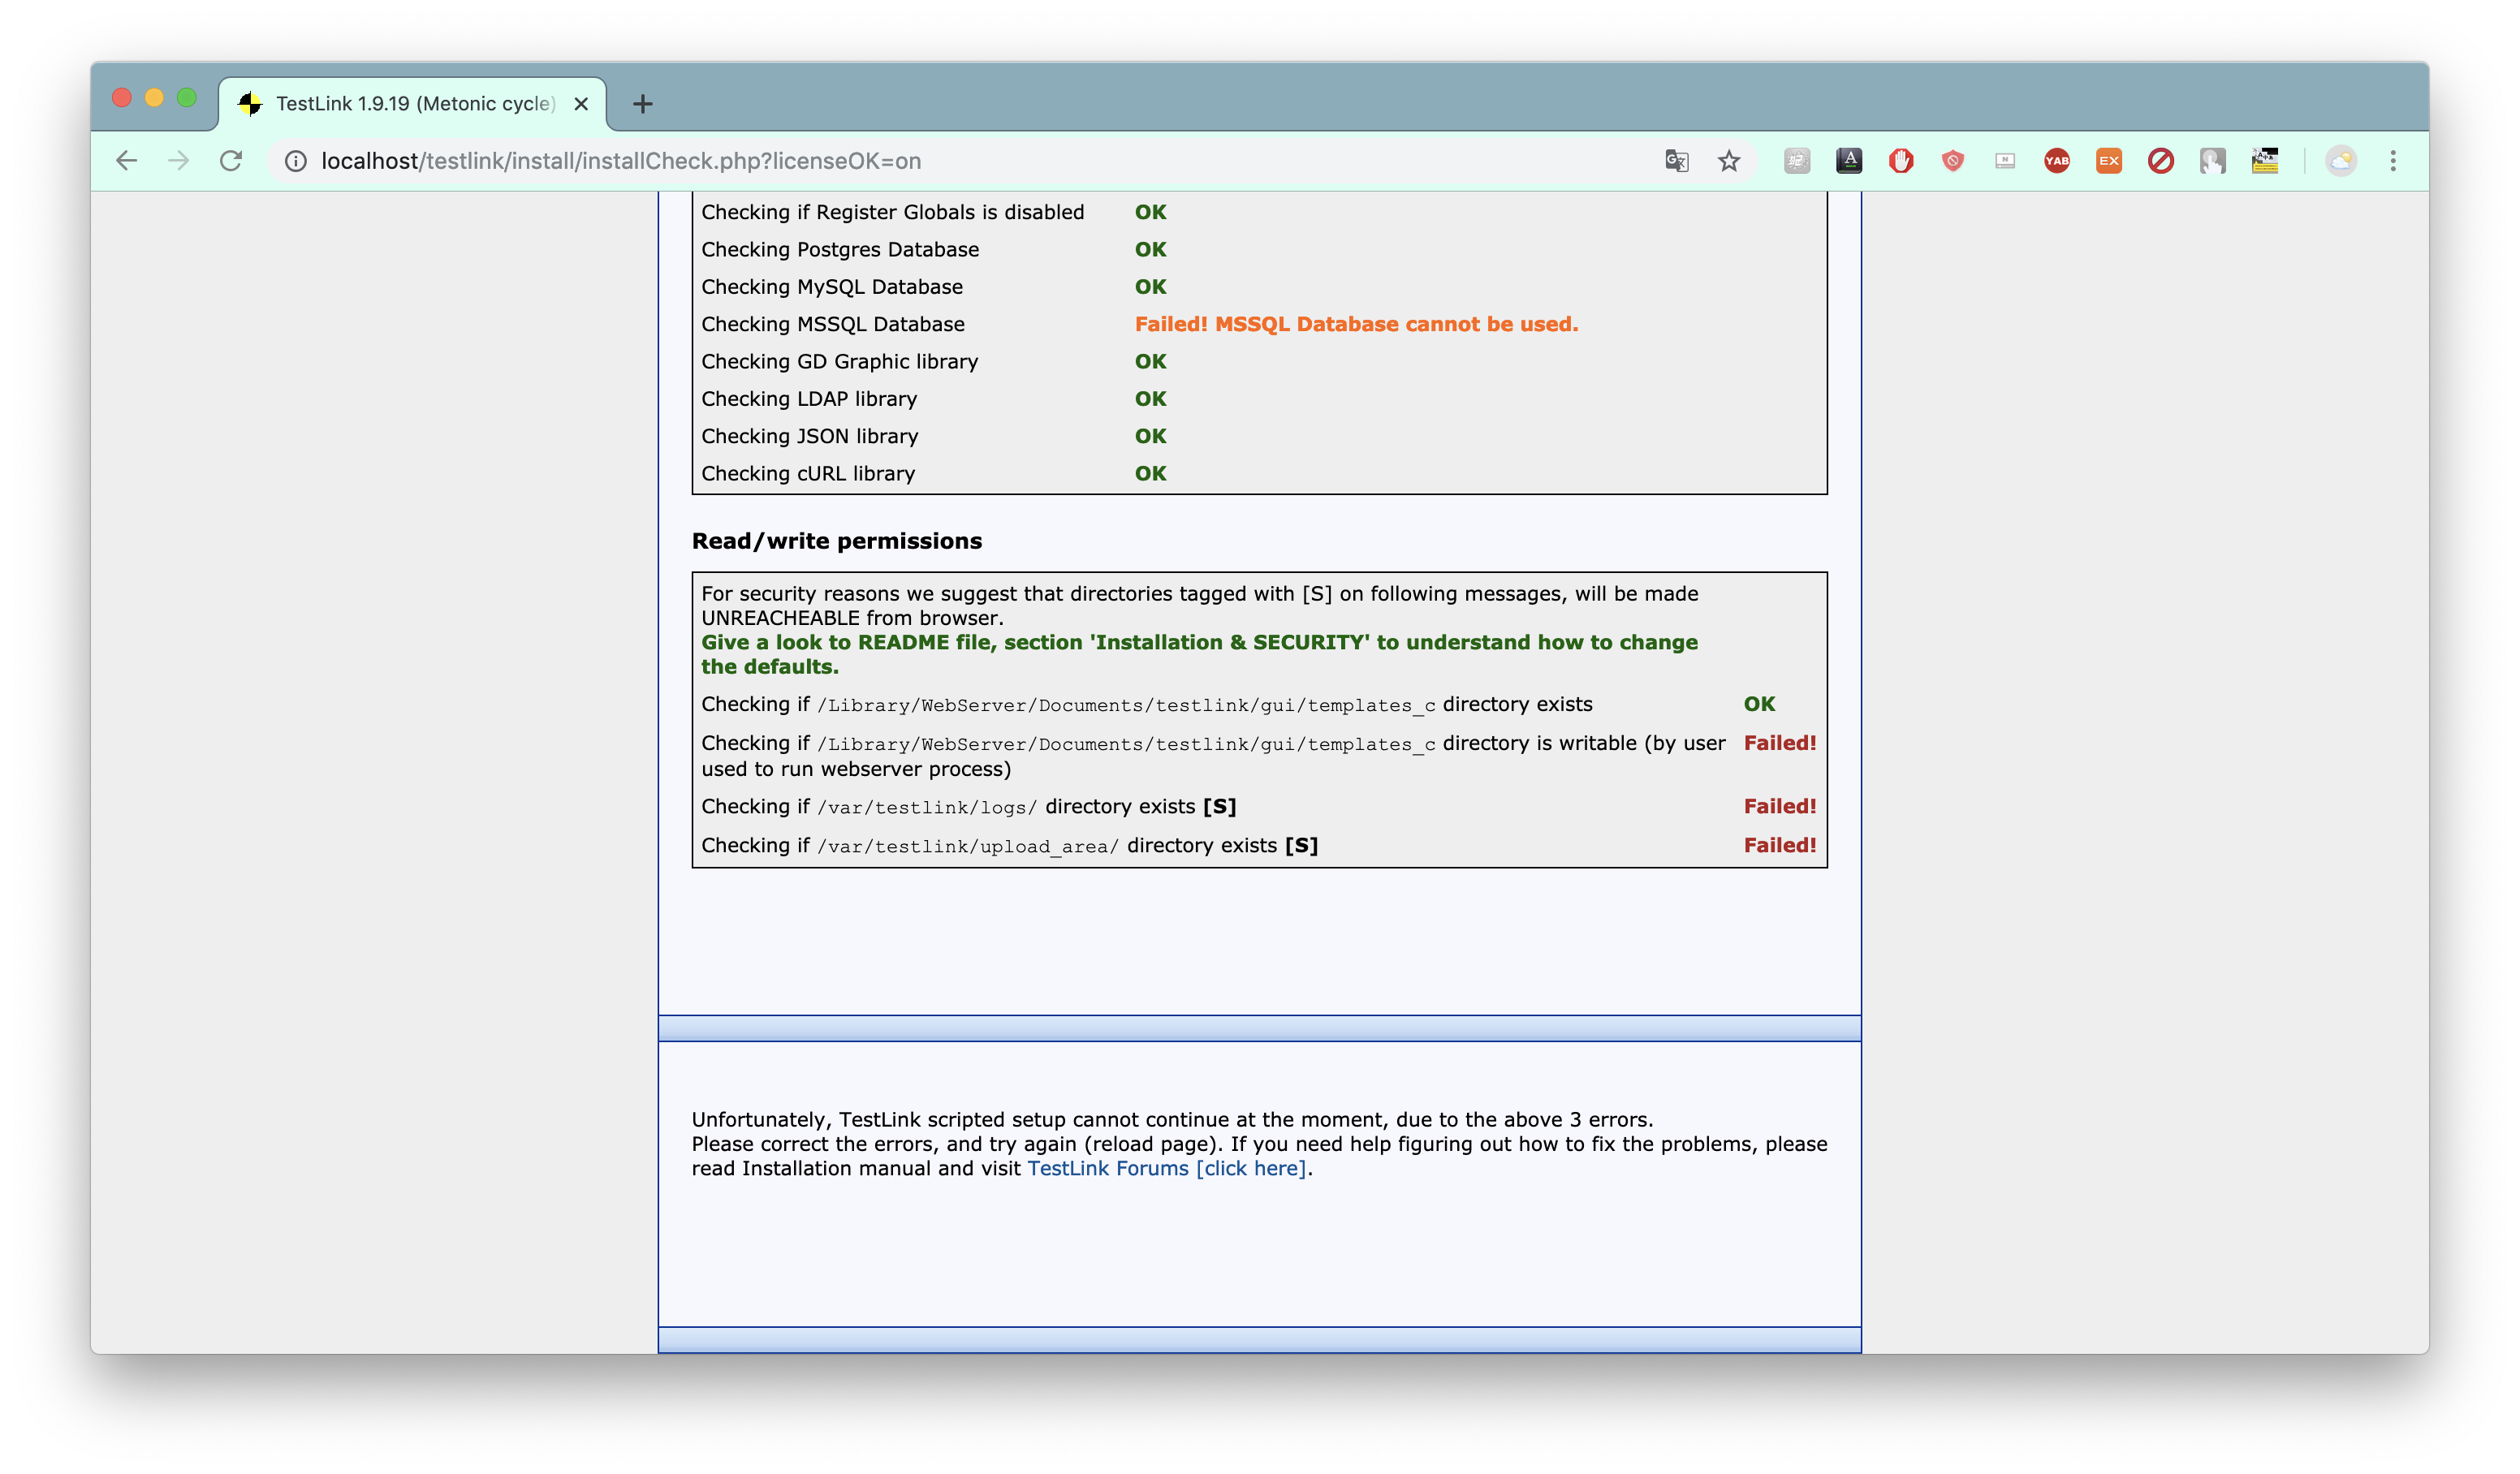 TestLink 1.9.19 (Metonic cycle)
localhost/testlink/install/installCheck.php?licenseOK=on
YAB
EX
Checking if Register Globals is disabled OK
Checking Postgres Database OK
Checking MySQL Database OK
Checking MSSQL Database Failed! MSSQL Database cannot be used.
Checking GD Graphic library OK
Checking LDAP library OK
Checking JSON library OK
Checking cURL library OK
Read/write permissions
For security reasons we suggest that directories tagged with [S] on following messages, will be made
UNREACHEABLE from browser.
Give a look to README file, section 'Installation & SECURITY' to understand how to change
the defaults.
Checking if /Library/WebServer/Documents/testlink/gui/templates_c directory exists OK
Checking if /Library/WebServer/Documents/testlink/gui/templates_c directory is writable (by user Failed!
used to run webserver process)
Checking if /var/testlink/logs/ directory exists [S] Failed!
Checking if /var/testlink/upload_area/ directory exists [S] Failed!
Unfortunately, TestLink scripted setup cannot continue at the moment, due to the above 3 errors.
Please correct the errors, and try again (reload page). If you need help figuring out how to fix the problems, please
read Installation manual and visit TestLink Forums [click here].